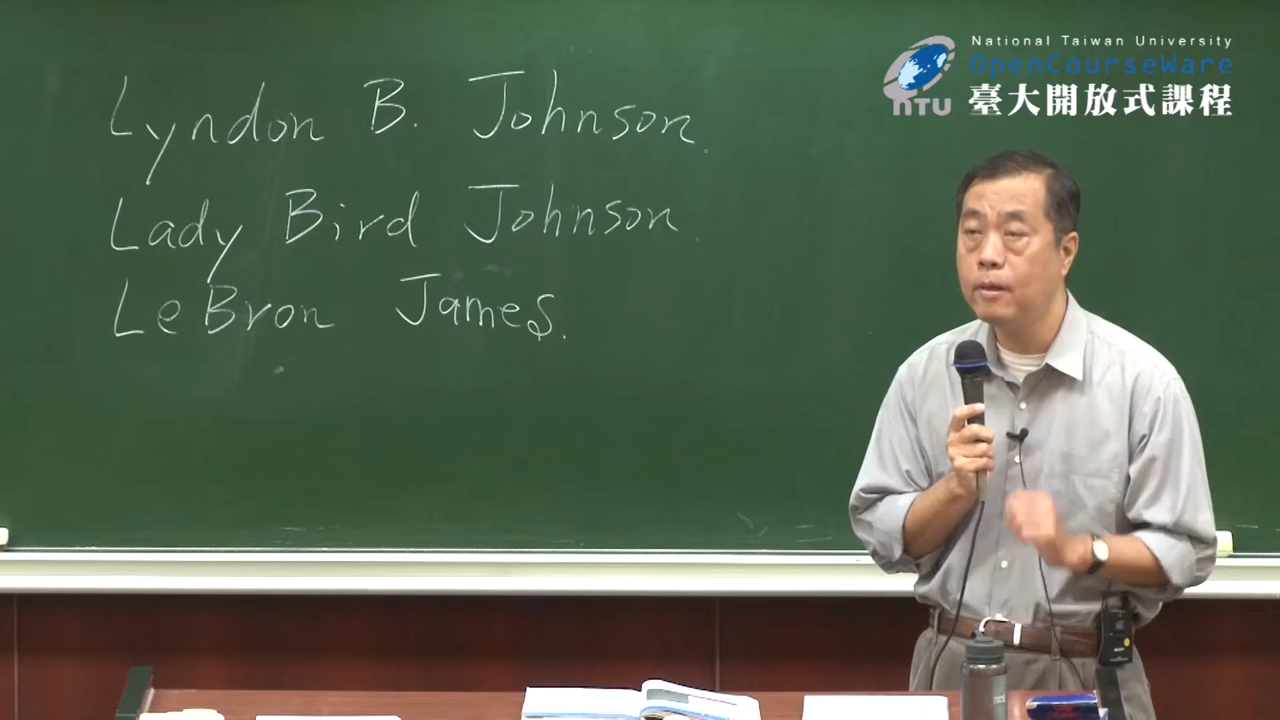 Lyndon B. Johnson.
Lady Bird Johnson.
LeBron James.
National Taiwan University
OpenCourseWare
NTU
臺大開放式課程